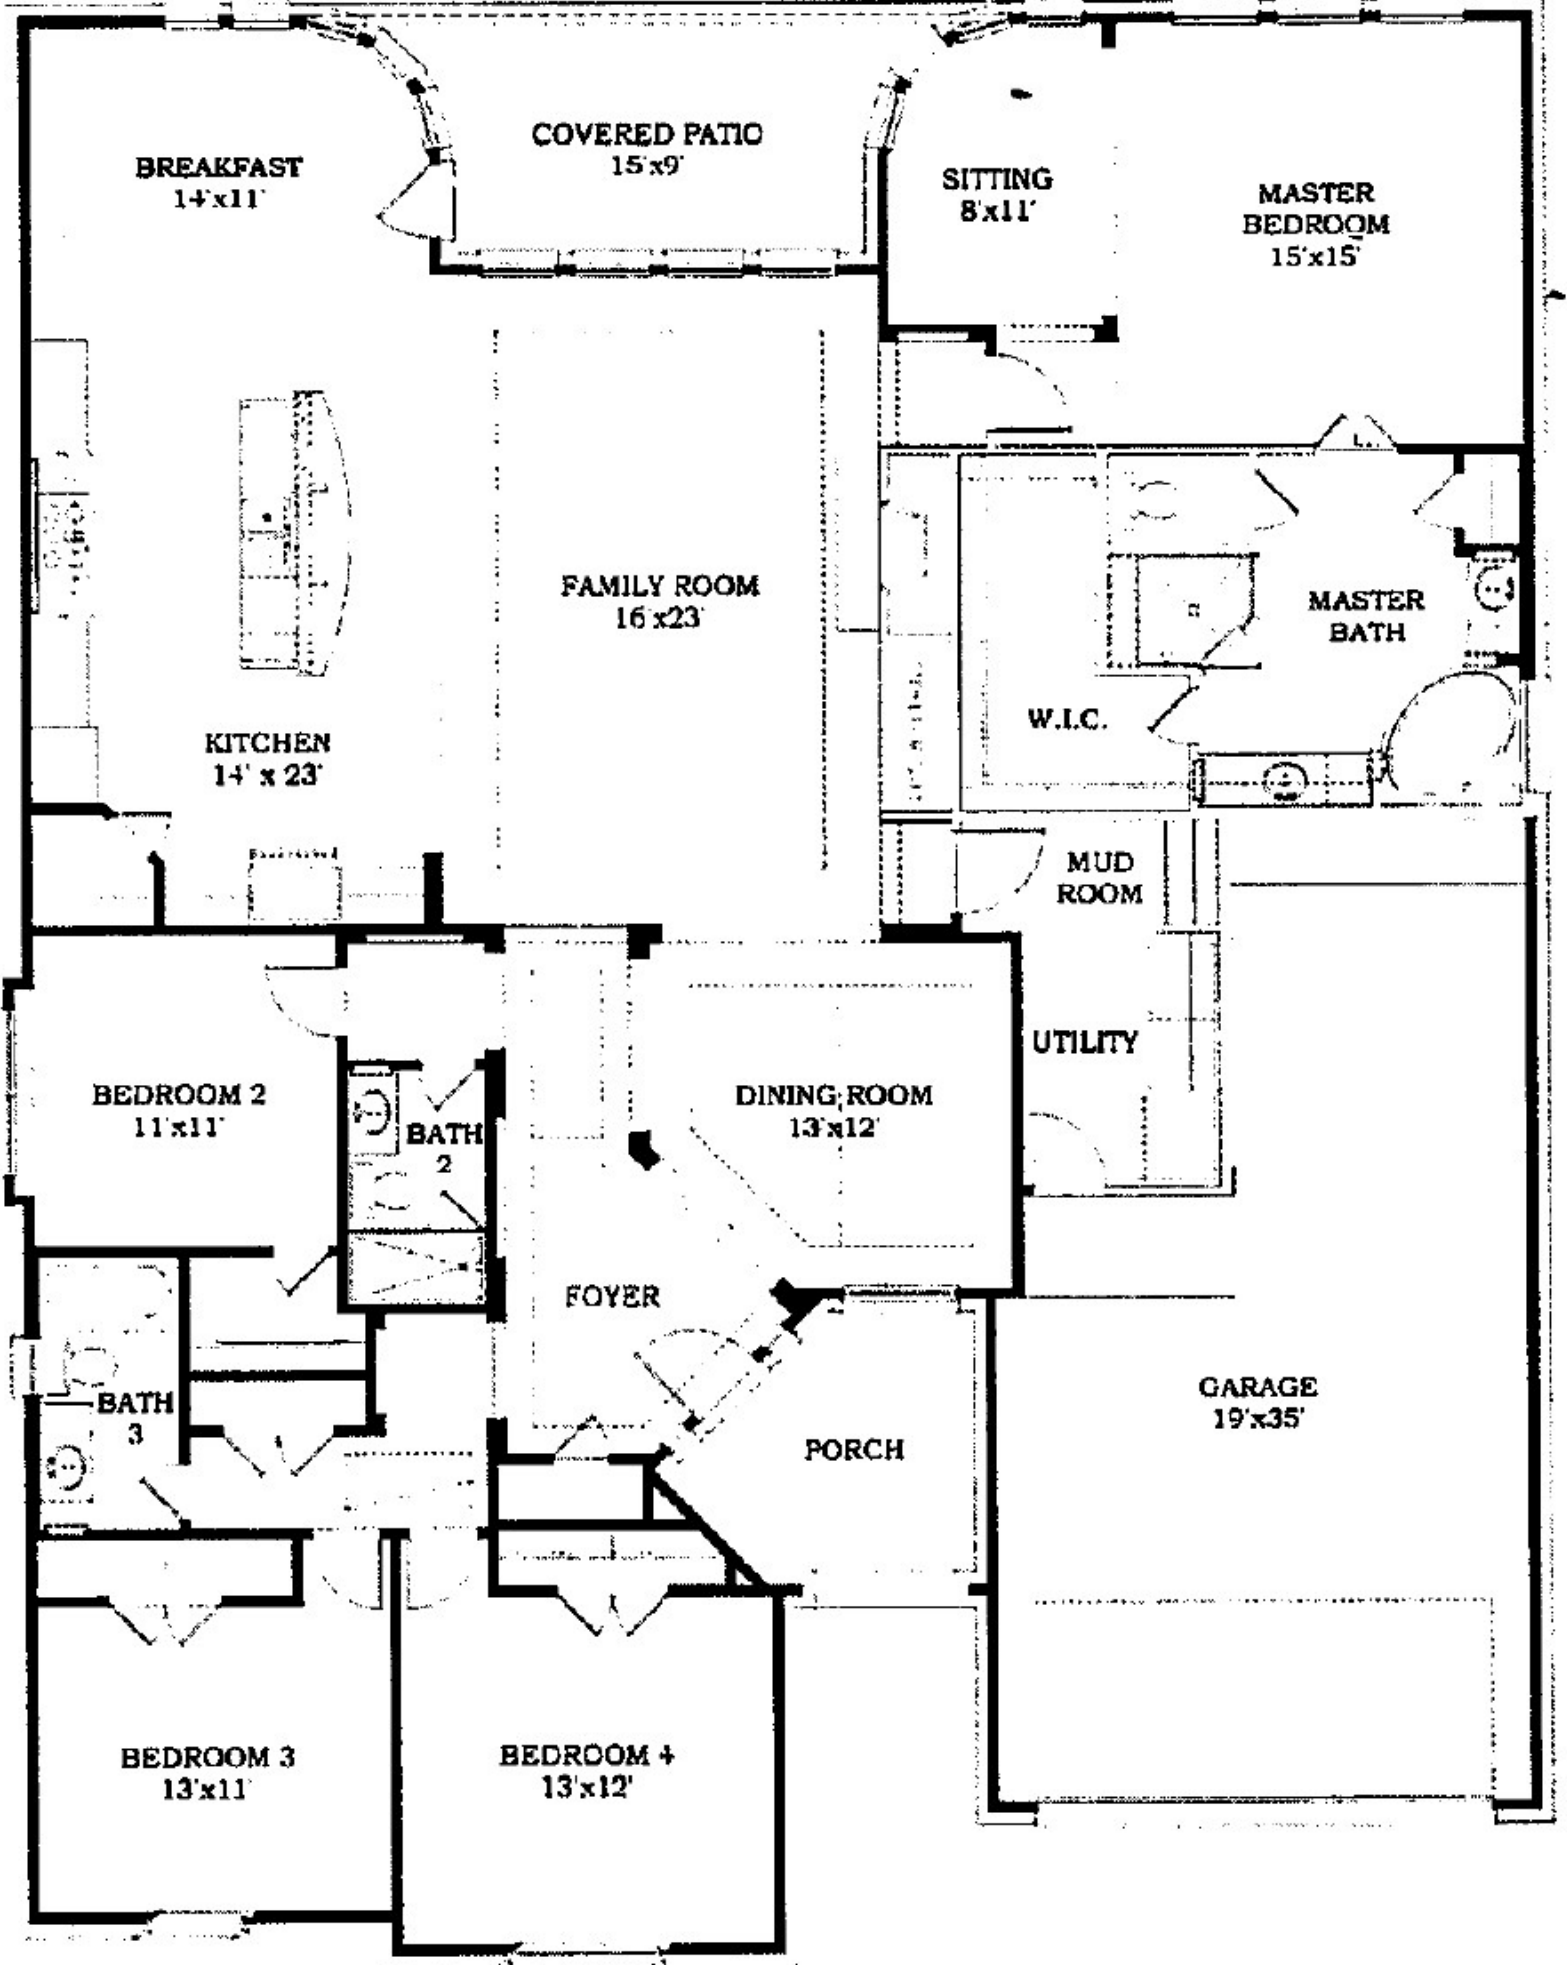 COVERED PATIO
15'x9'
BREAKFAST
14'x11'
SITTING
8'x11'
MASTER
BEDROOM
15'x15'
FAMILY ROOM
16'x23'
MASTER
BATH
W.I.C.
KITCHEN
14' x 23'
MUD
ROOM
UTILITY
BEDROOM 2
11'x11'
BATH
2
DINING ROOM
13'x12'
FOYER
GARAGE
19'x35'
BATH
3
PORCH
BEDROOM 3
13'x11'
BEDROOM 4
13'x12'